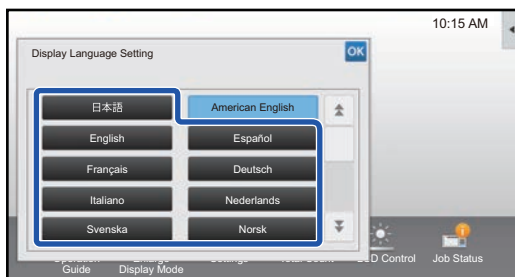 10:15 AM
Display Language Setting
OK
日本語
American English
English
Español
Français
Deutsch
Italiano
Nederlands
Svenska
Norsk
Control
Job Status
Guide
Display Mode